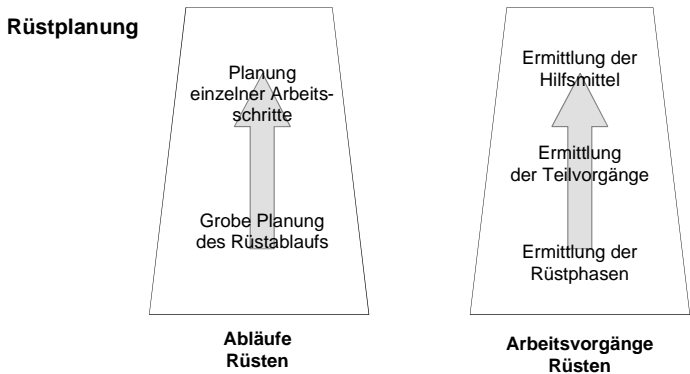 Rüstplanung
Planung
einzelner Arbeits-
schritte
Grobe Planung
des Rüstablaufs
Abläufe
Rüsten
Ermittlung der
Hilfsmittel
Ermittlung
der Teilvorgänge
Ermittlung der
Rüstphasen
Arbeitsvorgänge
Rüsten